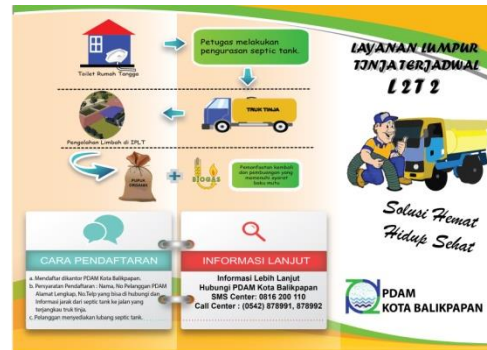 Petugas melakukan
pengurasan septic tank.
Toilet Rumah Tangga
TRUK TINJA
Pengolahan Limbah di IPLT
PUPUK
ORGANIK
BIOGAS
Pemanfaatan kembali
dan pembuangan yang
memenuhi syarat
baku mutu
CARA PENDAFTARAN
a. Mendaftar dikantor PDAM Kota Balikpapan.
b. Persyaratan Pendaftaran : Nama, No Pelanggan PDAM
Alamat Lengkap, No.Telp yang bisa di hubungi dan
Informasi jarak dari septic tank ke jalan yang
terjangkau truk tinja.
c. Pelanggan menyediakan lubang septic tank.
INFORMASI LANJUT
Informasi Lebih Lanjut
Hubungi PDAM Kota Balikpapan
SMS Center: 0816 200 110
Call Center : (0542) 878991, 878992
LAYANAN LUMPUR
TINJA TERJADWAL
L2T2
Solusi Hemat
Hidup Sehat
PDAM
KOTA BALIKPAPAN